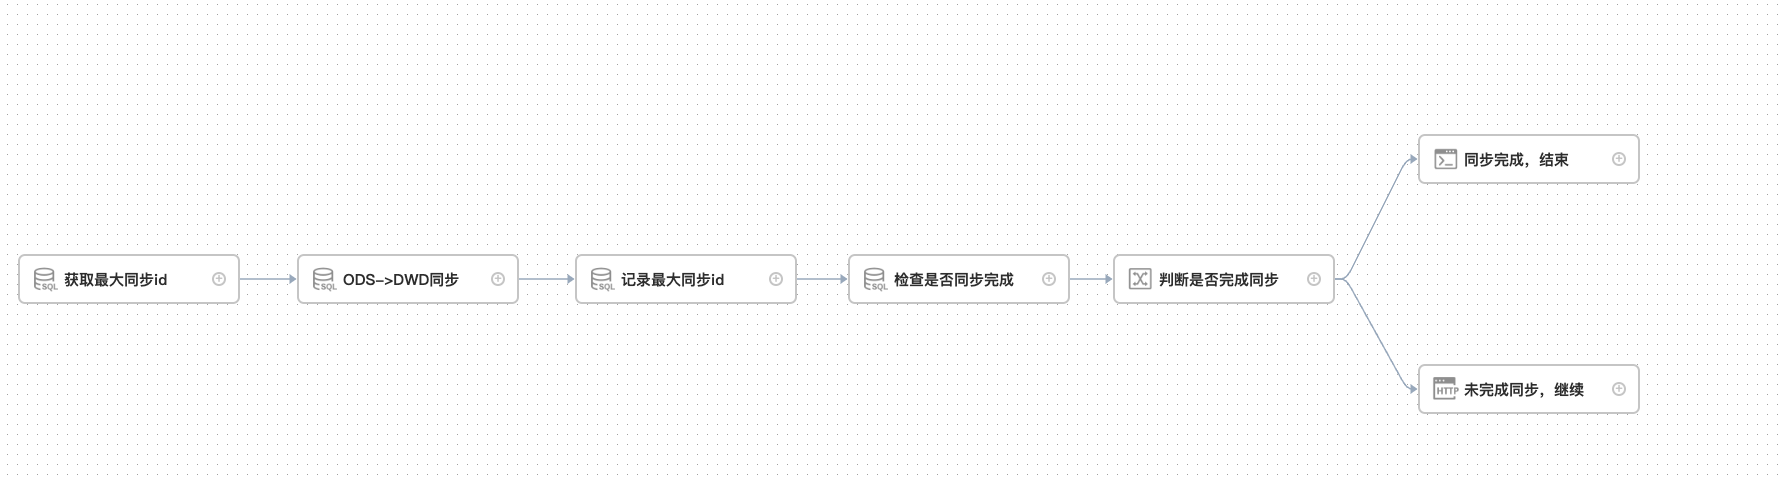 同步完成，结束
SQL 获取最大同步id
SQL ODS->DWD同步
SQL 记录最大同步id
SQL 检查是否同步完成
判断是否完成同步
HTTP 未完成同步，继续